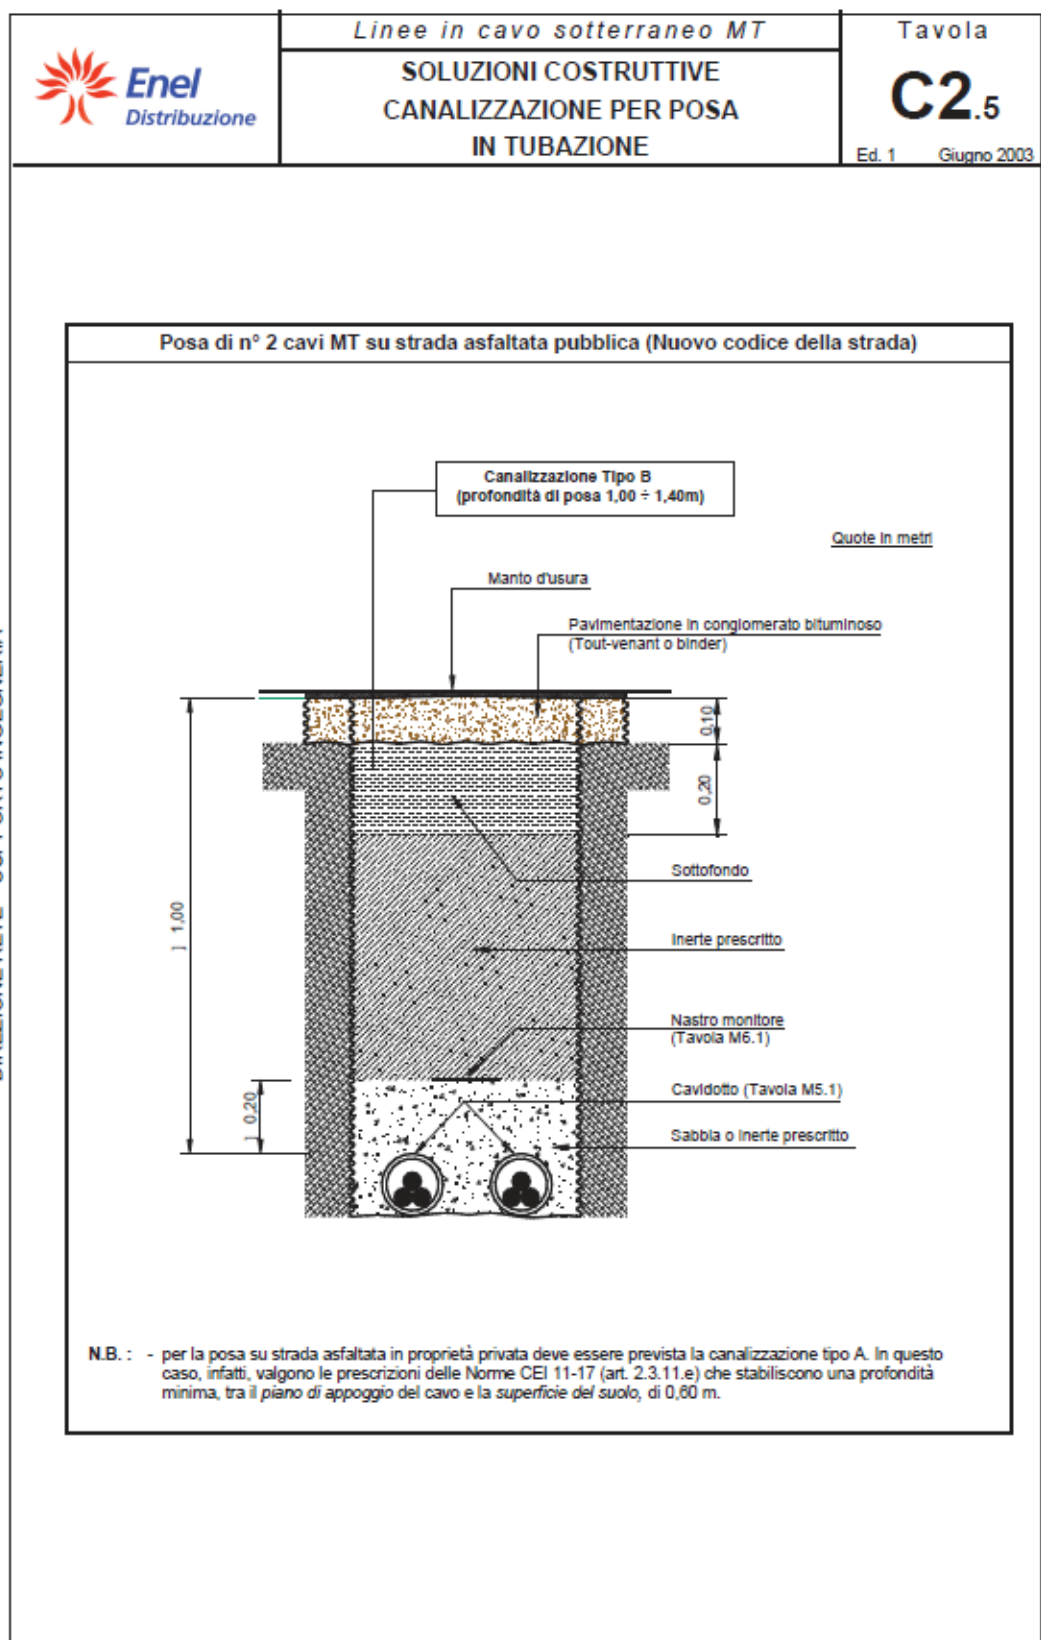 Enel
Distribuzione
Linee in cavo sotterraneo MT
SOLUZIONI COSTRUTTIVE
CANALIZZAZIONE PER POSA
IN TUBAZIONE
Tavola
C2.5
Ed. 1 Giugno 2003
Posa di n° 2 cavi MT su strada asfaltata pubblica (Nuovo codice della strada)
Canalizzazione Tipo B
(profondità di posa 1,00 ÷ 1,40m)
Quote in metri
Manto d'usura
Pavimentazione in conglomerato bituminoso
(Tout-venant o binder)
0,10
0,20
Sottofondo
] 1,00
Inerte prescritto
Nastro monitore
(Tavola M6.1)
Cavidotto (Tavola M5.1)
] 0,20
Sabbia o inerte prescritto
N.B. : - per la posa su strada asfaltata in proprietà privata deve essere prevista la canalizzazione tipo A. In questo
caso, infatti, valgono le prescrizioni delle Norme CEI 11-17 (art. 2.3.11.e) che stabiliscono una profondità
minima, tra il piano di appoggio del cavo e la superficie del suolo, di 0,60 m.